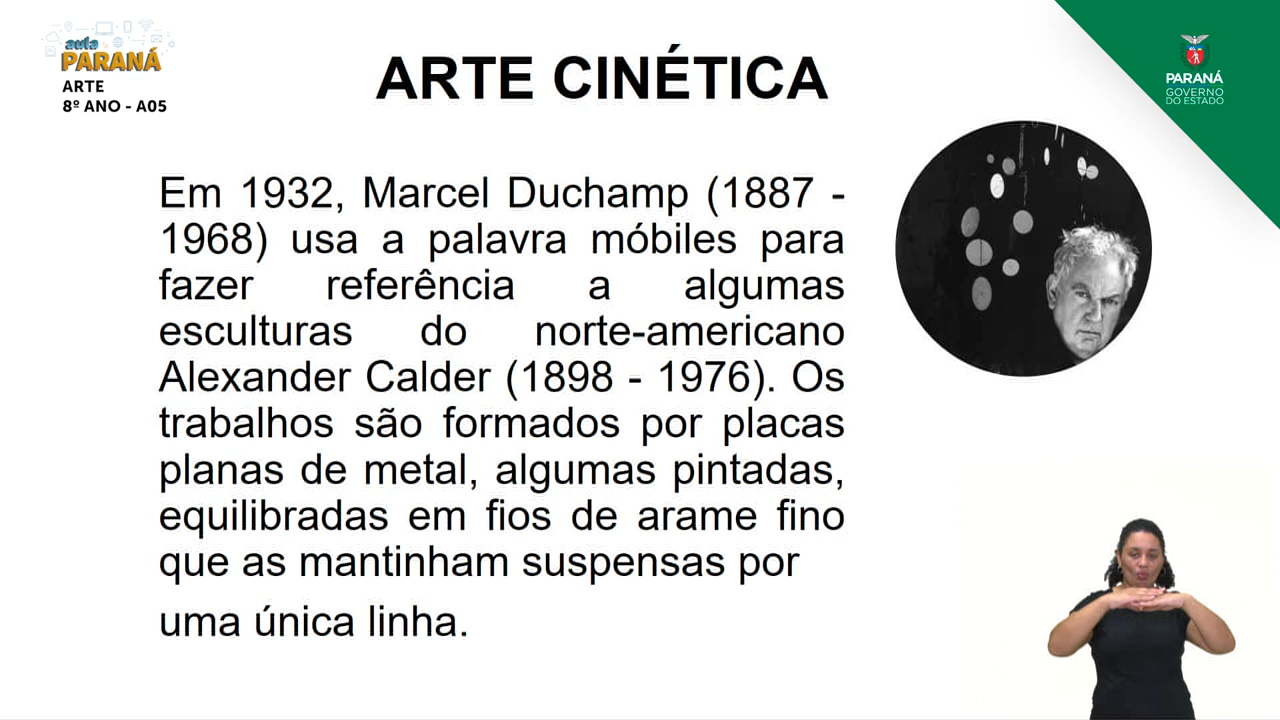 aula
PARANÁ
ARTE
8º ANO - A05
ARTE CINÉTICA
PARANÁ
GOVERNO
DO ESTADO
Em 1932, Marcel Duchamp (1887 -
1968) usa a palavra móbiles para
fazer referência a algumas
esculturas do norte-americano
Alexander Calder (1898 - 1976). Os
trabalhos são formados por placas
planas de metal, algumas pintadas,
equilibradas em fios de arame fino
que as mantinham suspensas por
uma única linha.